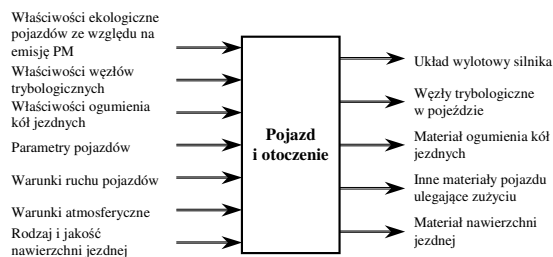 Właściwości ekologiczne
pojazdów ze względu na
emisję PM
Właściwości węzłów
trybologicznych
Właściwości ogumienia
kół jezdnych
Parametry pojazdów
Warunki ruchu pojazdów
Warunki atmosferyczne
Rodzaj i jakość
nawierzchni jezdnej
Pojazd
i otoczenie
Układ wylotowy silnika
Węzły trybologiczne
w pojeździe
Materiał ogumienia kół
jezdnych
Inne materiały pojazdu
ulegające zużyciu
Materiał nawierzchni
jezdnej